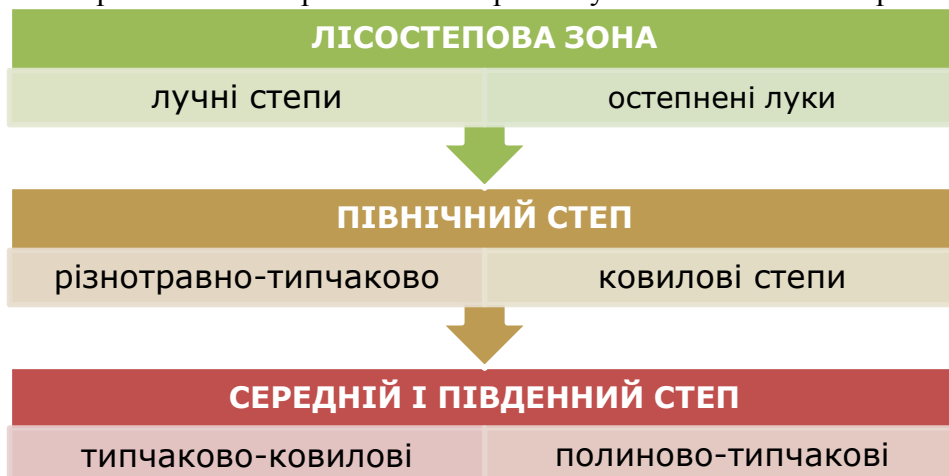 ЛІСОСТЕПОВА ЗОНА
лучні степи остепнені луки
ПІВНІЧНИЙ СТЕП
різнотравно-типчаково ковилові степи
СЕРЕДНІЙ І ПІВДЕННИЙ СТЕП
типчаково-ковилові полиново-типчакові